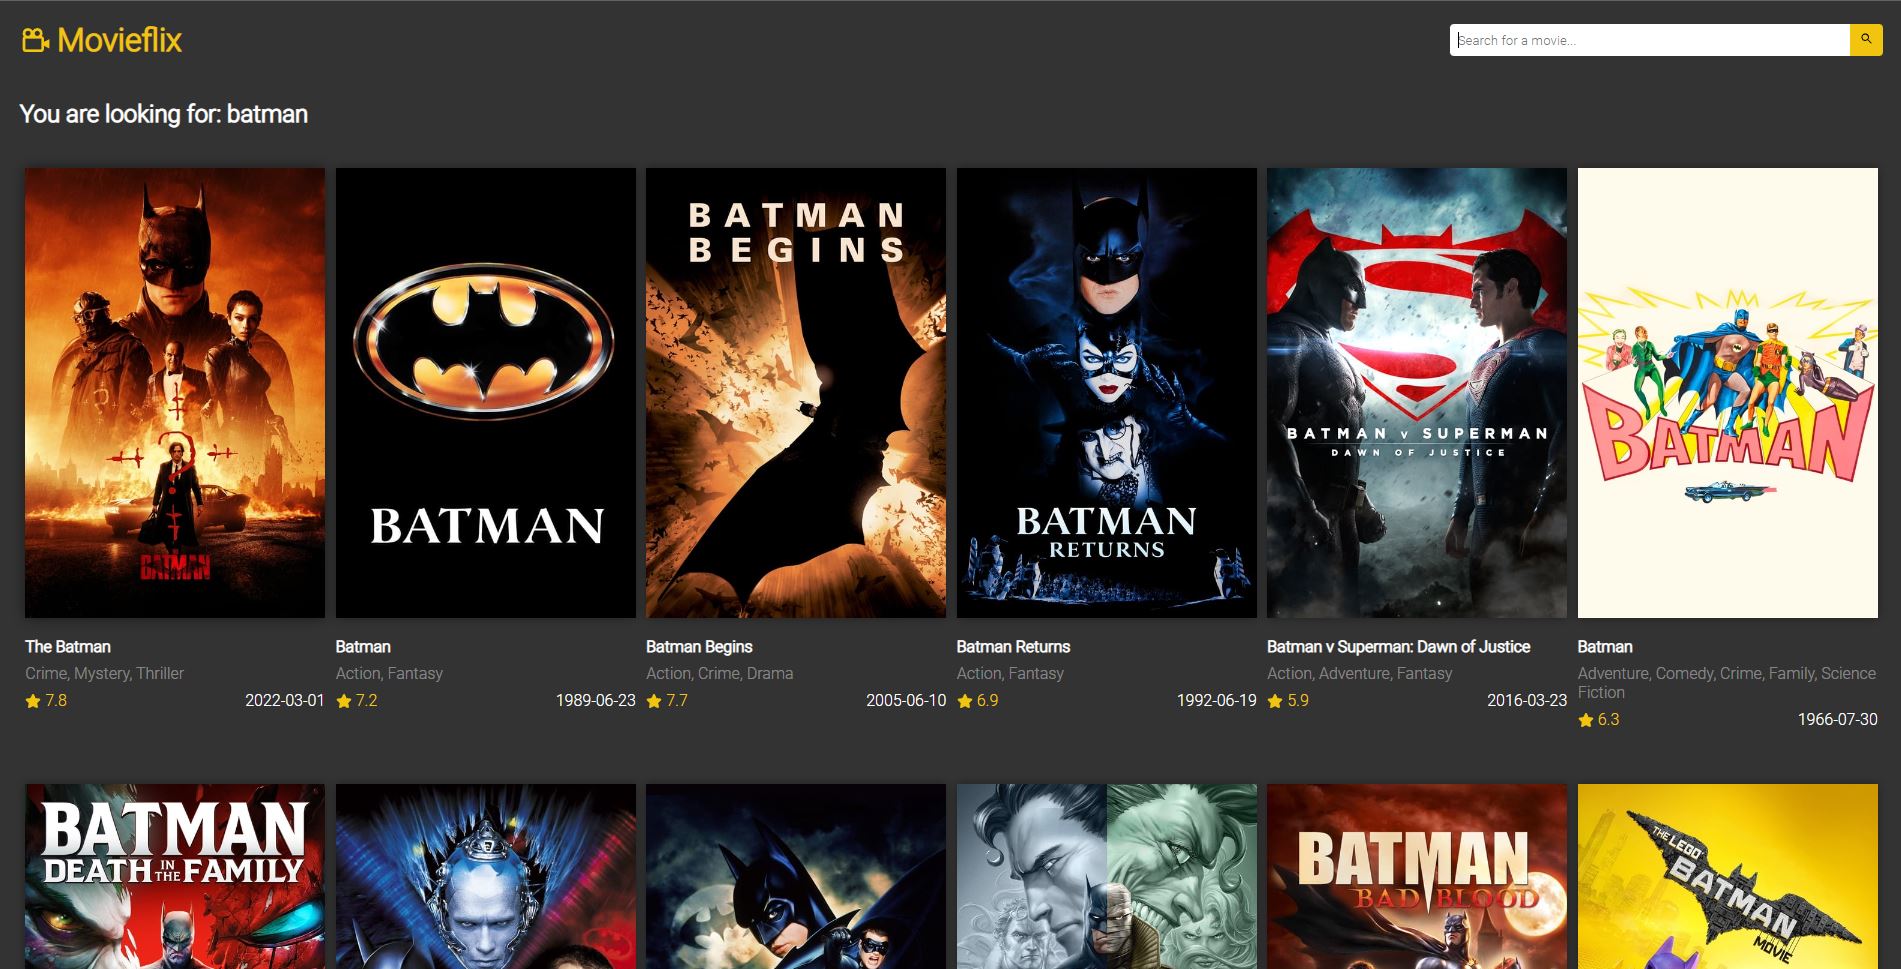 Movieflix
Search for a movie...
You are looking for: batman
BATMAN
BATMAN
BATMAN
BEGINS
BATMAN
RETURNS
BATMAN v SUPERMAN
DAWN OF JUSTICE
BATMAN
The Batman
Crime, Mystery, Thriller
7.8 2022-03-01
Batman
Action, Fantasy
7.2 1989-06-23
Batman Begins
Action, Crime, Drama
7.7 2005-06-10
Batman Returns
Action, Fantasy
6.9 1992-06-19
Batman v Superman: Dawn of Justice
Action, Adventure, Fantasy
5.9 2016-03-23
Batman
Adventure, Comedy, Crime, Family, Science
Fiction
6.3 1966-07-30
BATMAN
DEATH IN THE FAMILY
BATMAN
BAD BLOOD
THE LEGO
BATMAN
MOVIE